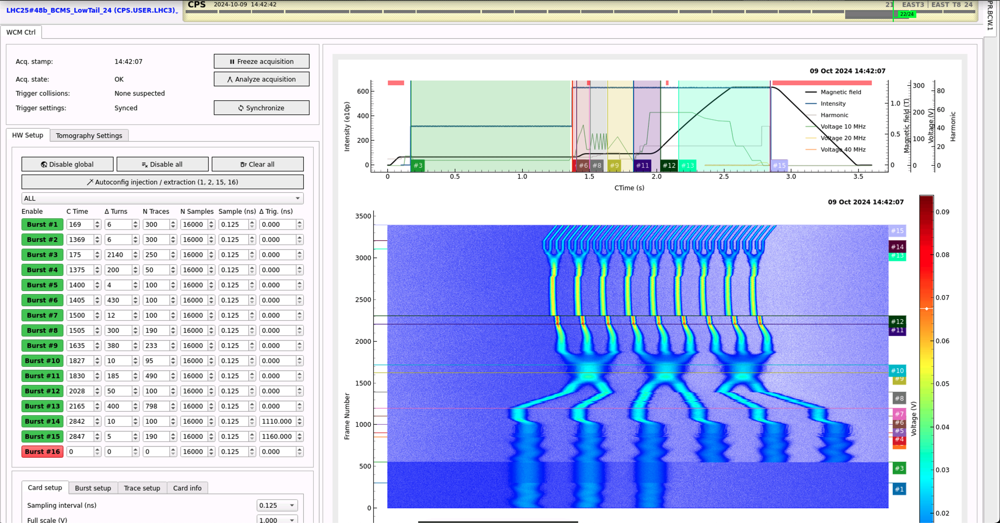 LHC25#48b_BCMS_LowTail_24 (CPS.USER.LHC3)
CPS 2024-10-09 14:42:42
21 EAST3 EAST T8 24
22/24
PR.BCW.1
WCM Ctrl
Acq. stamp: 14:42:07 Freeze acquisition
Acq. state: OK Analyze acquisition
Trigger collisions: None suspected
Trigger settings: Synced Synchronize
HW Setup Tomography Settings
Disable global Disable all Clear all
Autoconfig injection / extraction (1, 2, 15, 16)
ALL
Enable C Time Δ Turns N Traces N Samples Sample (ns) Δ Trig. (ns)
Burst #1 169 6 300 16000 0.125 0.000
Burst #2 1369 6 300 16000 0.125 0.000
Burst #3 175 2140 250 16000 0.125 0.000
Burst #4 1375 200 50 16000 0.125 0.000
Burst #5 1400 4 100 16000 0.125 0.000
Burst #6 1405 430 100 16000 0.125 0.000
Burst #7 1500 12 100 16000 0.125 0.000
Burst #8 1505 300 190 16000 0.125 0.000
Burst #9 1635 380 233 16000 0.125 0.000
Burst #10 1827 10 95 16000 0.125 0.000
Burst #11 1830 185 490 16000 0.125 0.000
Burst #12 2028 50 100 16000 0.125 0.000
Burst #13 2165 400 798 16000 0.125 0.000
Burst #14 2842 10 100 16000 0.125 1110.000
Burst #15 2847 5 190 16000 0.125 1160.000
Burst #16 0 0 0 16000 0.125 0.000
Card setup Burst setup Trace setup Card info
Sampling interval (ns) 0.125
Full scale (V) 1.000
09 Oct 2024 14:42:07
Intensity (e10p)
600
400
200
0
#3 #6 #8 #9 #11 #12 #13 #15
0 0.5 1.0 1.5 2.0 2.5 3.0 3.5
CTime (s)
Magnetic field
Intensity
Harmonic
Voltage 10 MHz
Voltage 20 MHz
Voltage 40 MHz
1.0
0.5
0
Magnetic field (T)
300
200
100
0
Voltage (V)
80
60
40
20
0
Harmonic
09 Oct 2024 14:42:07
Frame Number
3500
3000
2500
2000
1500
1000
500
0
#15
#14
#13
#12
#11
#10
#9
#8
#7
#6
#5
#4
#3
#1
Voltage (V)
0.09
0.08
0.07
0.06
0.05
0.04
0.03
0.02